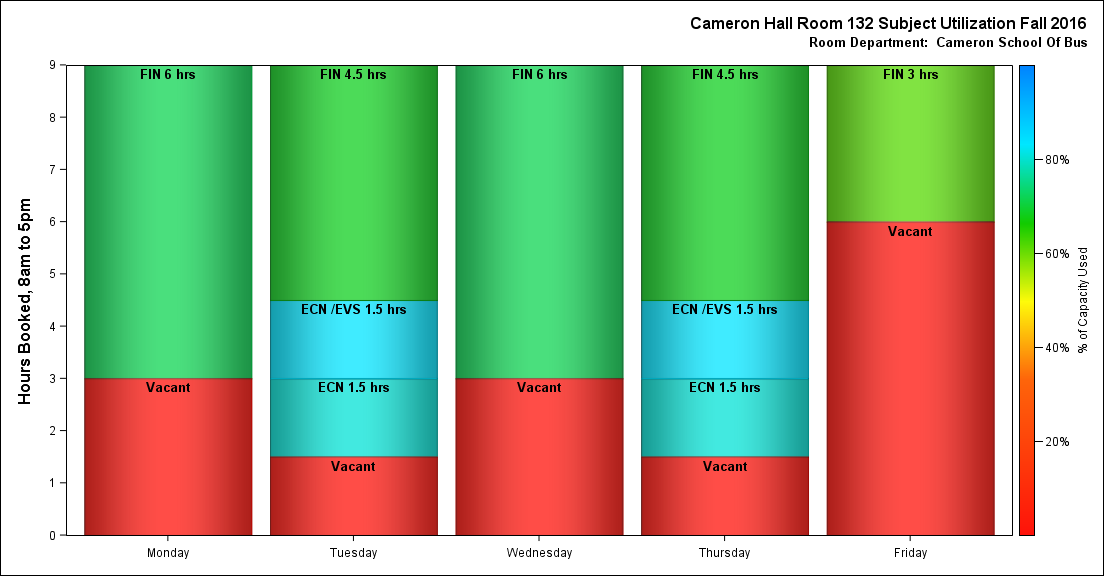 Cameron Hall Room 132 Subject Utilization Fall 2016
Room Department:  Cameron School Of Bus
Hours Booked, 8am to 5pm
9
8
7
6
5
4
3
2
1
0
FIN 6 hrs
Vacant
FIN 4.5 hrs
ECN /EVS 1.5 hrs
ECN 1.5 hrs
Vacant
FIN 6 hrs
Vacant
FIN 4.5 hrs
ECN /EVS 1.5 hrs
ECN 1.5 hrs
Vacant
FIN 3 hrs
Vacant
Monday
Tuesday
Wednesday
Thursday
Friday
80%
60%
40%
20%
% of Capacity Used